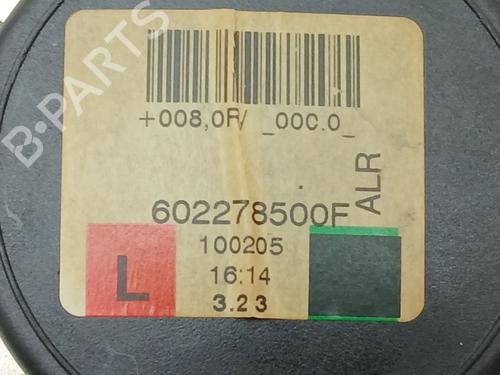 +008,0R/ _00C.0_
ALR
602278500F
100205
L
16:14
3.23
B-PARTS